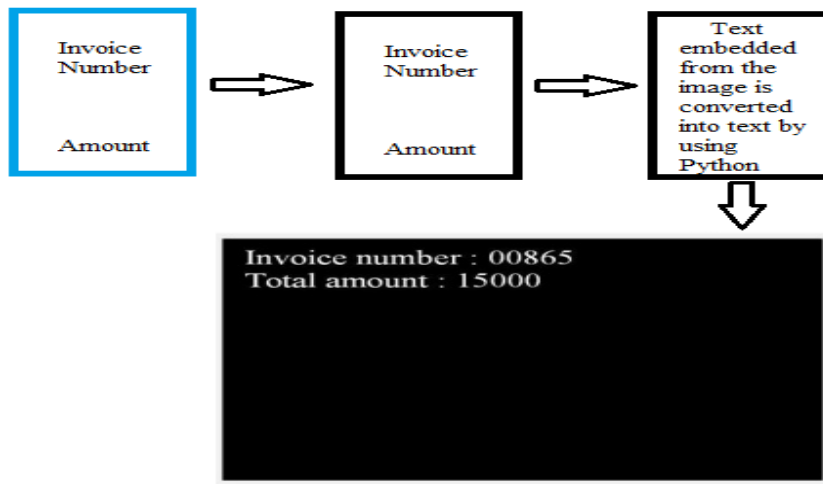 Invoice
Number
Amount
Invoice
Number
Amount
Text
embedded
from the
image is
converted
into text by
using
Python
Invoice number : 00865
Total amount : 15000